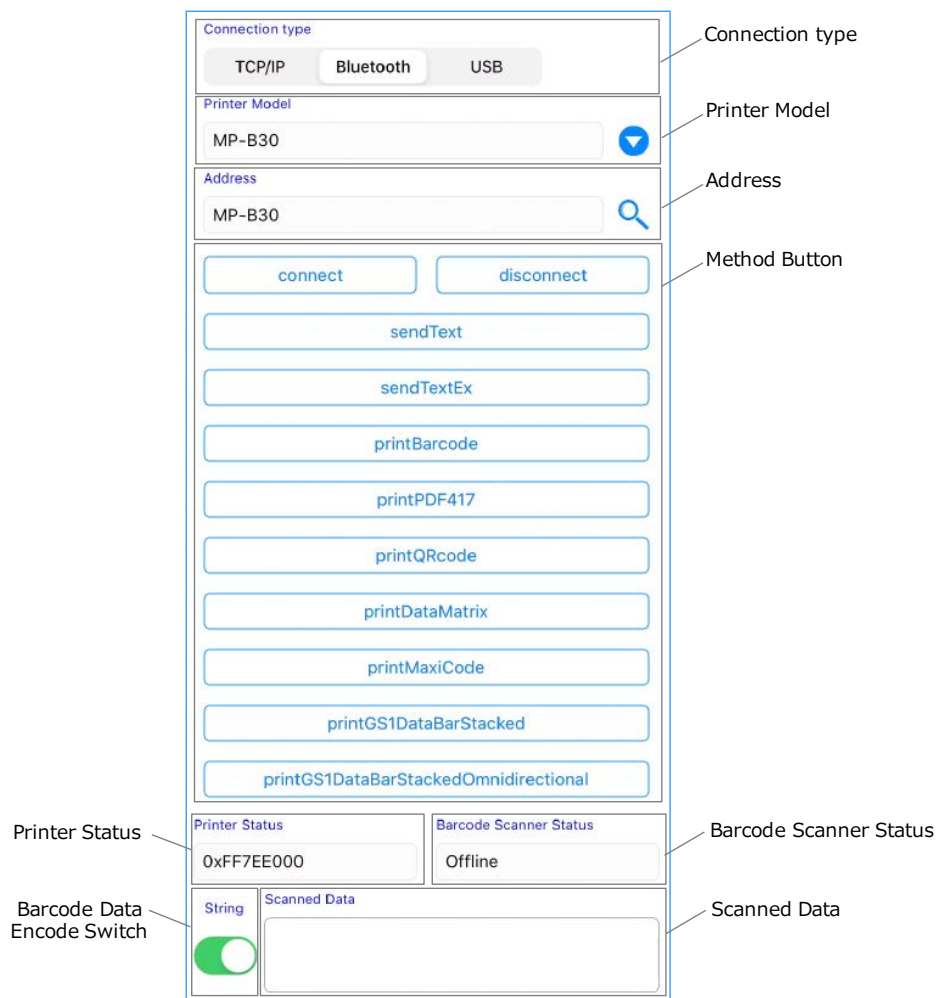 Connection type
TCP/IP Bluetooth USB
Connection type
Printer Model
MP-B30
Printer Model
Address
MP-B30
Address
connect disconnect
Method Button
sendText
sendTextEx
printBarcode
printPDF417
printQRcode
printDataMatrix
printMaxiCode
printGS1DataBarStacked
printGS1DataBarStackedOmnidirectional
Printer Status
Printer Status
0xFF7EE000
Barcode Scanner Status
Offline
Barcode Scanner Status
Barcode Data
Encode Switch
String
Scanned Data
Scanned Data